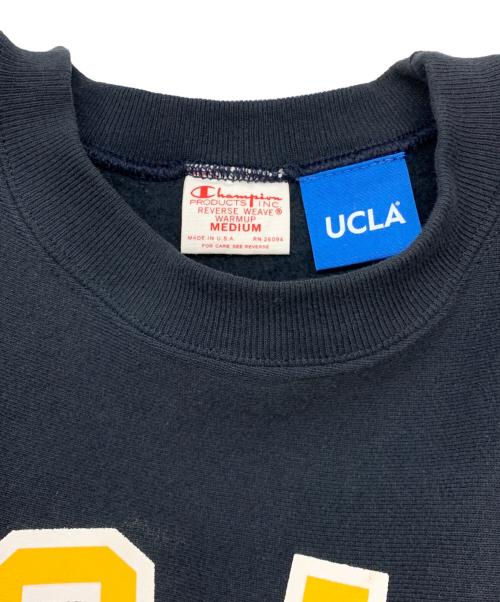 Champion
PRODUCTS INC
REVERSE WEAVE®
WARMUP
MEDIUM
MADE IN U.S.A. RN 26094
FOR CARE SEE REVERSE
UCLA